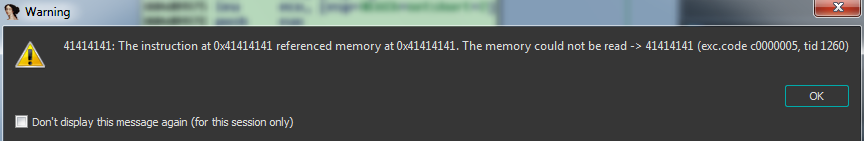 Warning
41414141: The instruction at 0x41414141 referenced memory at 0x41414141. The memory could not be read -> 41414141 (exc.code c0000005, tid 1260)
OK
Don't display this message again (for this session only)